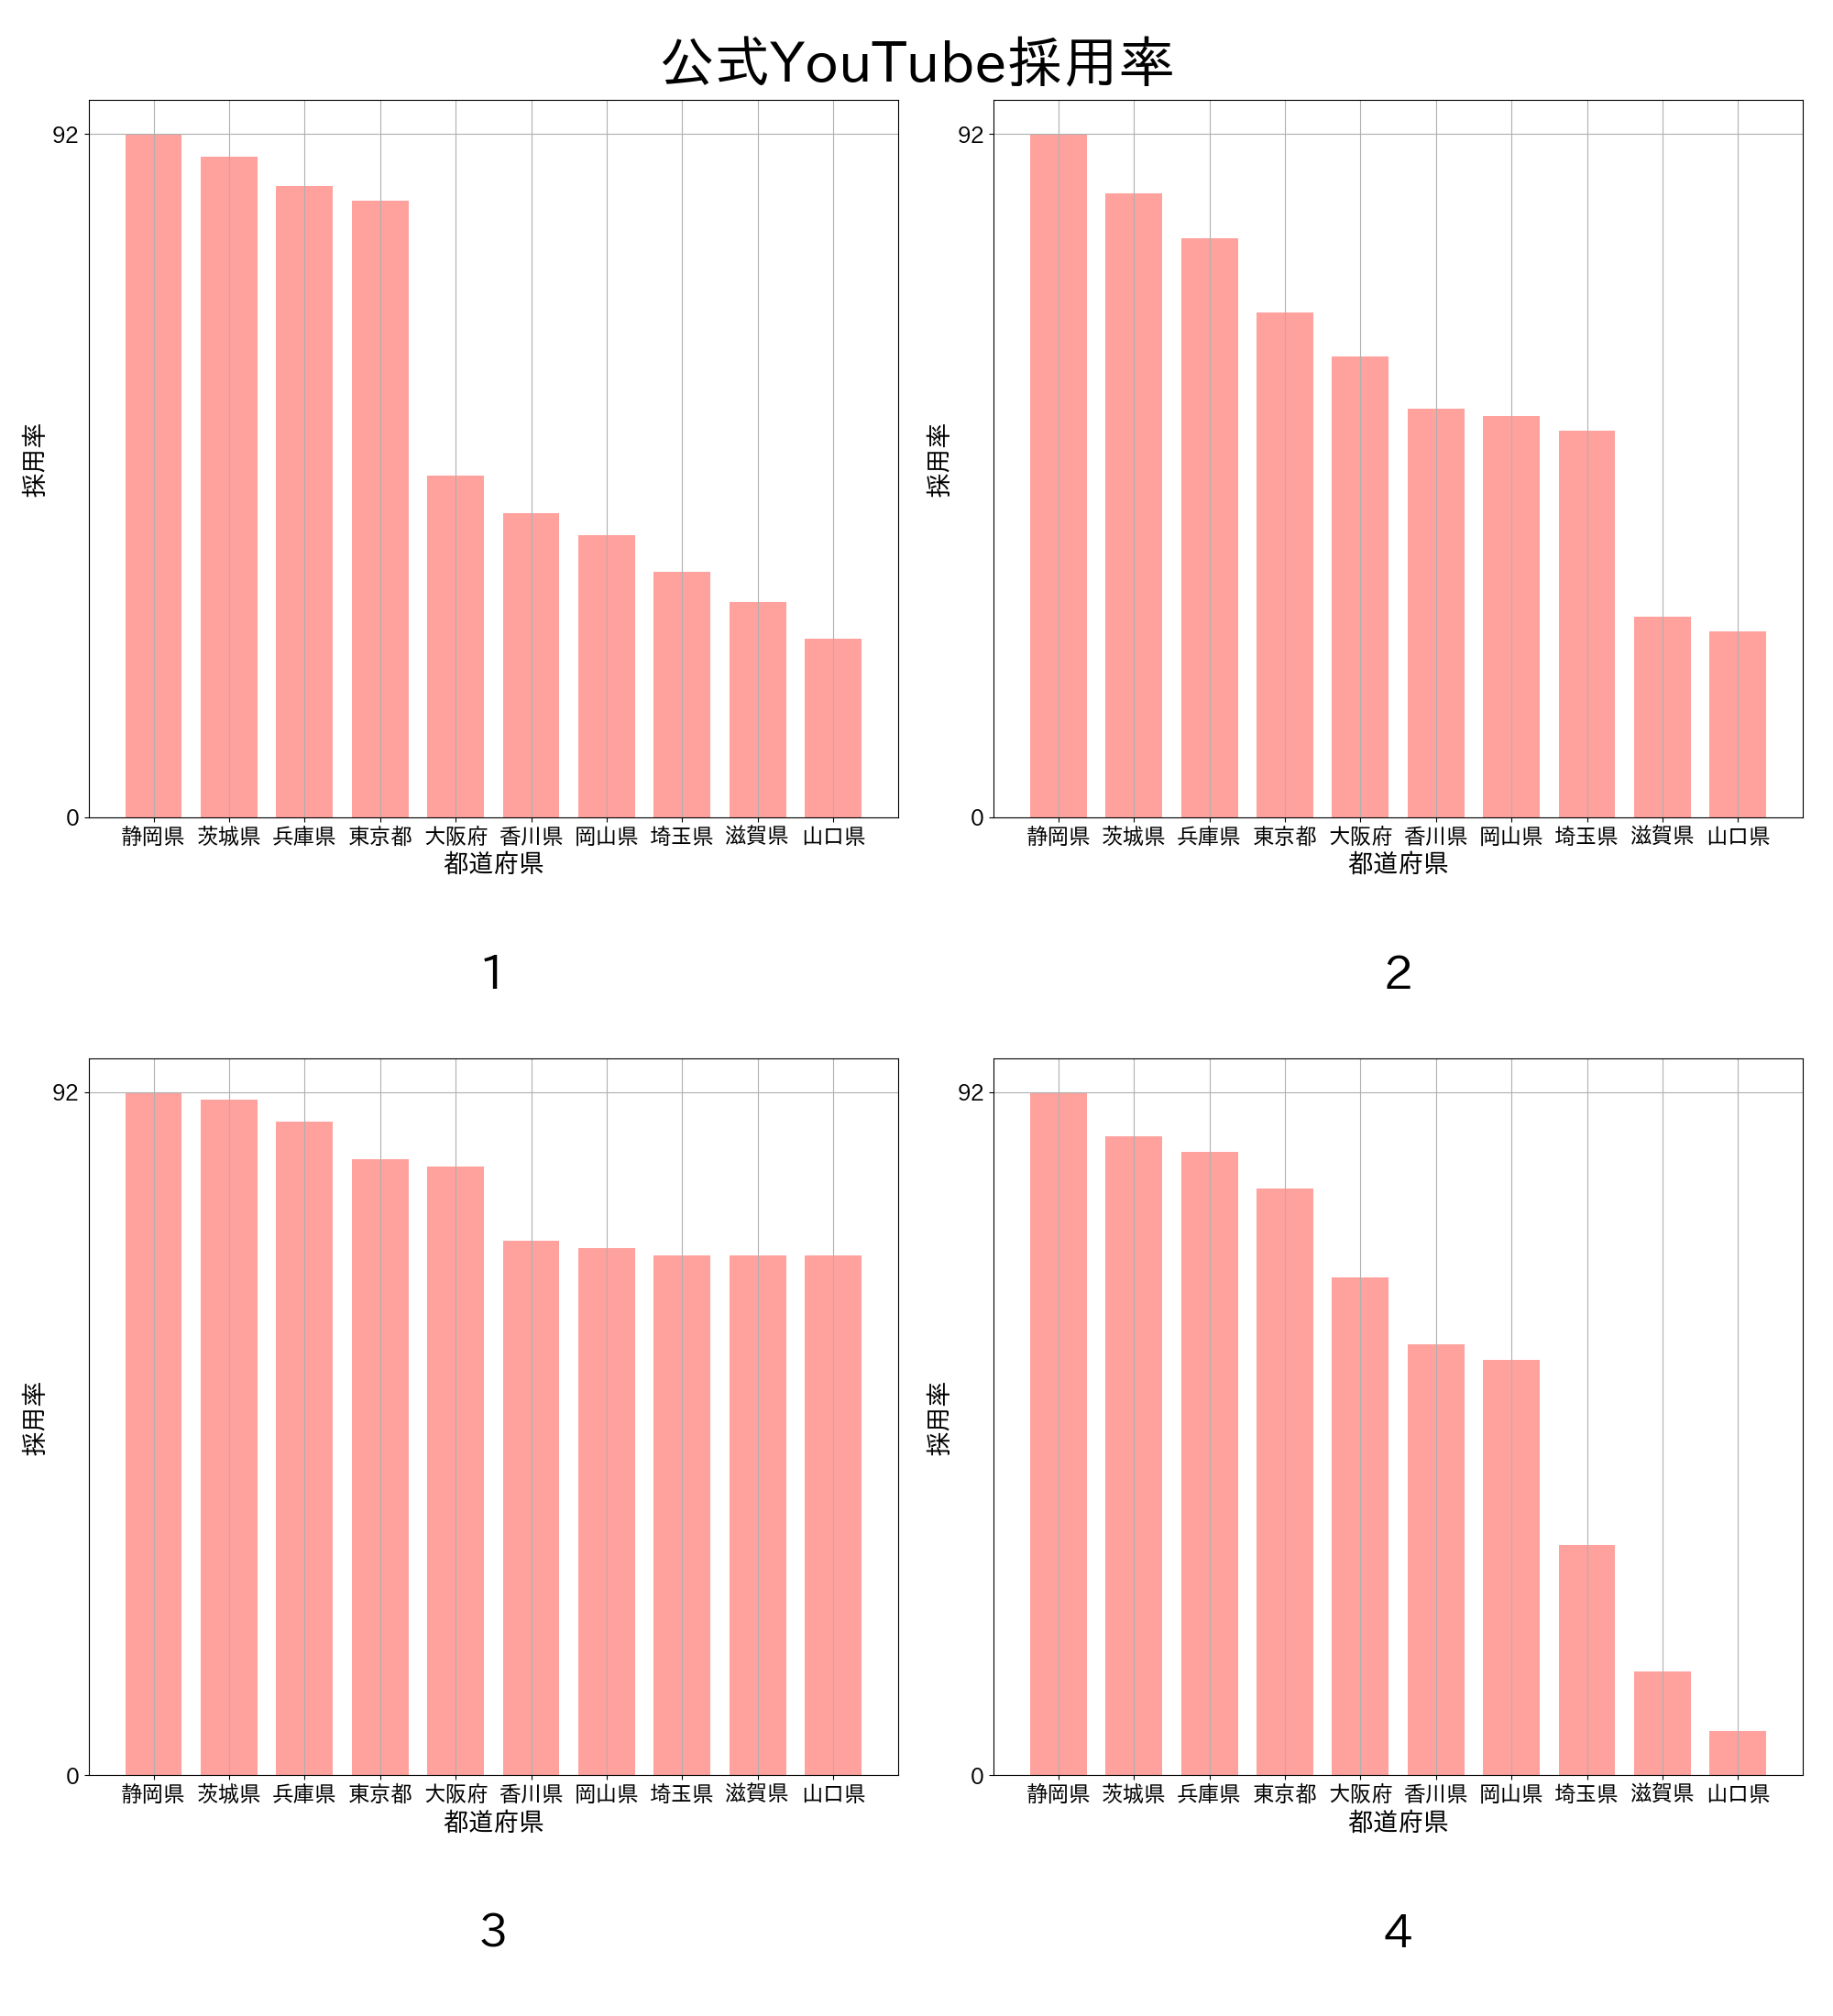 公式YouTube採用率
92
0
採用率
静岡県 茨城県 兵庫県 東京都 大阪府 香川県 岡山県 埼玉県 滋賀県 山口県
都道府県
1
92
0
採用率
静岡県 茨城県 兵庫県 東京都 大阪府 香川県 岡山県 埼玉県 滋賀県 山口県
都道府県
2
92
0
採用率
静岡県 茨城県 兵庫県 東京都 大阪府 香川県 岡山県 埼玉県 滋賀県 山口県
都道府県
3
92
0
採用率
静岡県 茨城県 兵庫県 東京都 大阪府 香川県 岡山県 埼玉県 滋賀県 山口県
都道府県
4